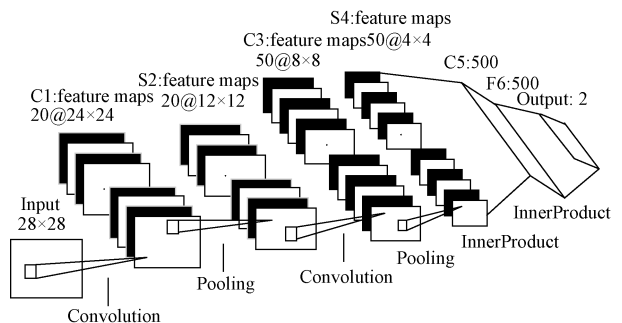 S4:feature maps
C3:feature maps50@4×4
50@8×8
C5:500
S2:feature maps
20@12×12
F6:500
C1:feature maps
20@24×24
Output: 2
Input
28×28
InnerProduct
InnerProduct
Pooling
Convolution
Pooling
Convolution